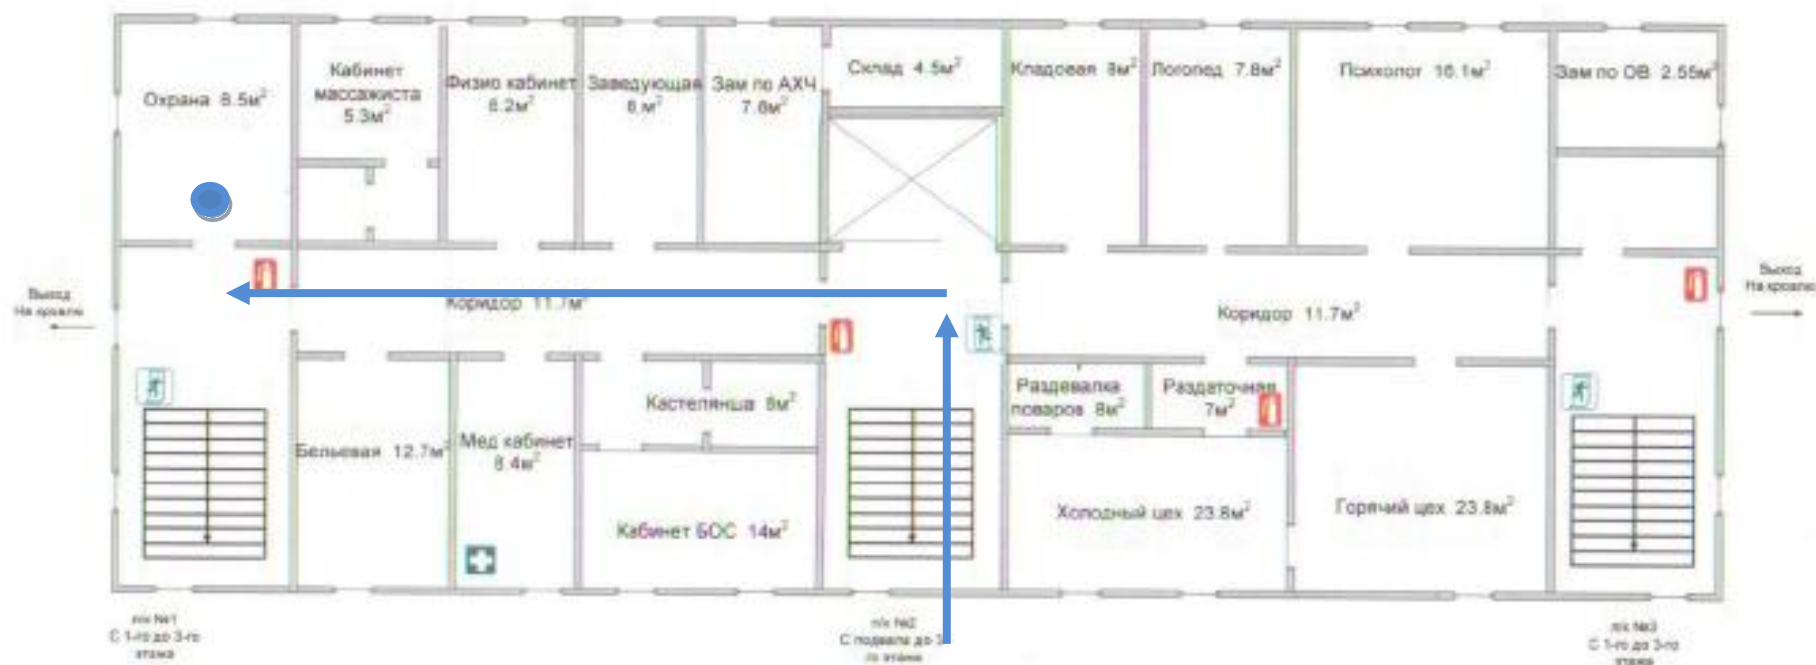 Охрана 8.5м²
Кабинет
массажиста
5.3м²
Физио кабинет
6.2м²
Заведующая
8 м²
Зам по АХЧ
7.8м²
Склад 4.5м²
Кладовая 8м²
Логопед 7.8м²
Психолог 16.1м²
Зам по ОВ 2.55м²
Выход
На кровлю
Коридор 11.7м²
Коридор 11.7м²
Выход
На кровлю
Бельевая 12.7м²
Мед кабинет
8.4м²
Кастелянша 8м²
Кабинет БОС 14м²
Раздевалка
поваров 8м²
Раздаточная
7м²
Холодный цех 23.8м²
Горячий цех 23.8м²
л/к №1
С 1-го до 3-го
этажа
л/к №2
С подвала до 3-
го этажа
л/к №3
С 1-го до 3-го
этажа